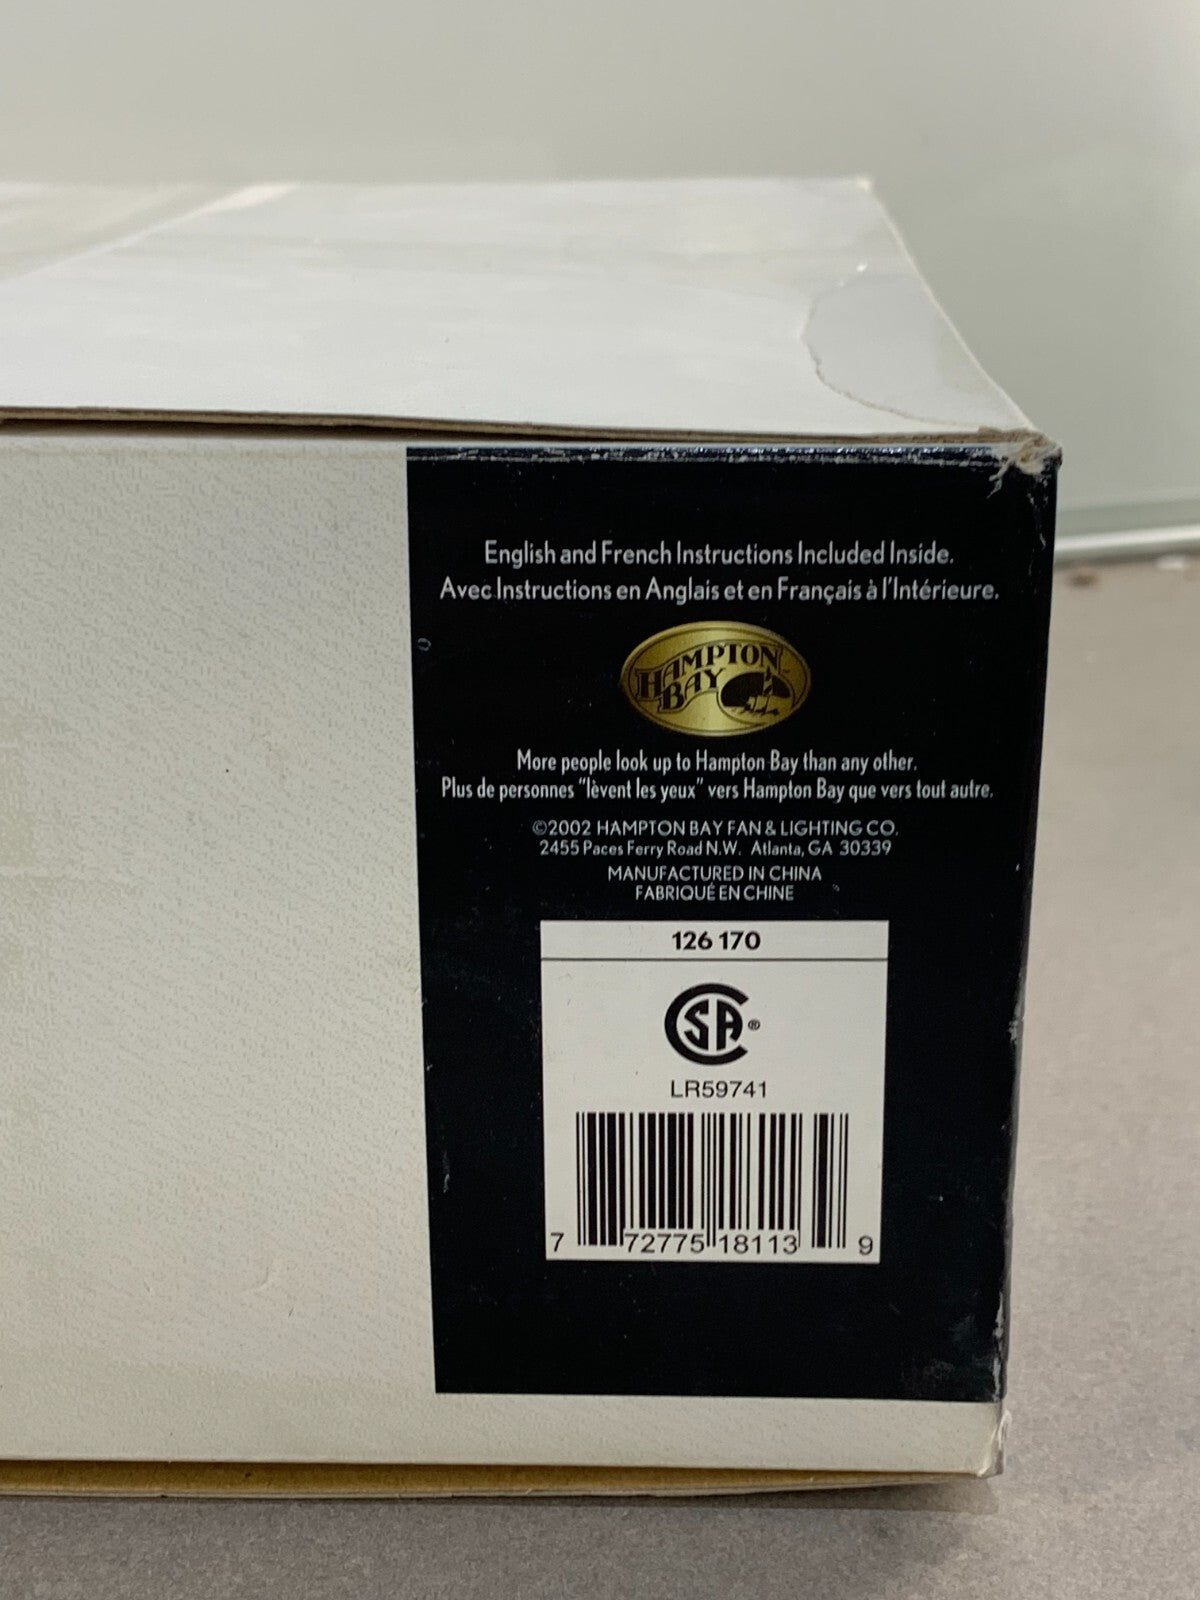 English and French Instructions Included Inside.
Avec Instructions en Anglais et en Français à l'Intérieure.
HAMPTON
BAY
More people look up to Hampton Bay than any other.
Plus de personnes "lèvent les yeux" vers Hampton Bay que vers tout autre.
©2002 HAMPTON BAY FAN & LIGHTING CO.
2455 Paces Ferry Road N.W. Atlanta, GA 30339
MANUFACTURED IN CHINA
FABRIQUÉ EN CHINE
126 170
CSA®
LR59741
7 72775 18113 9